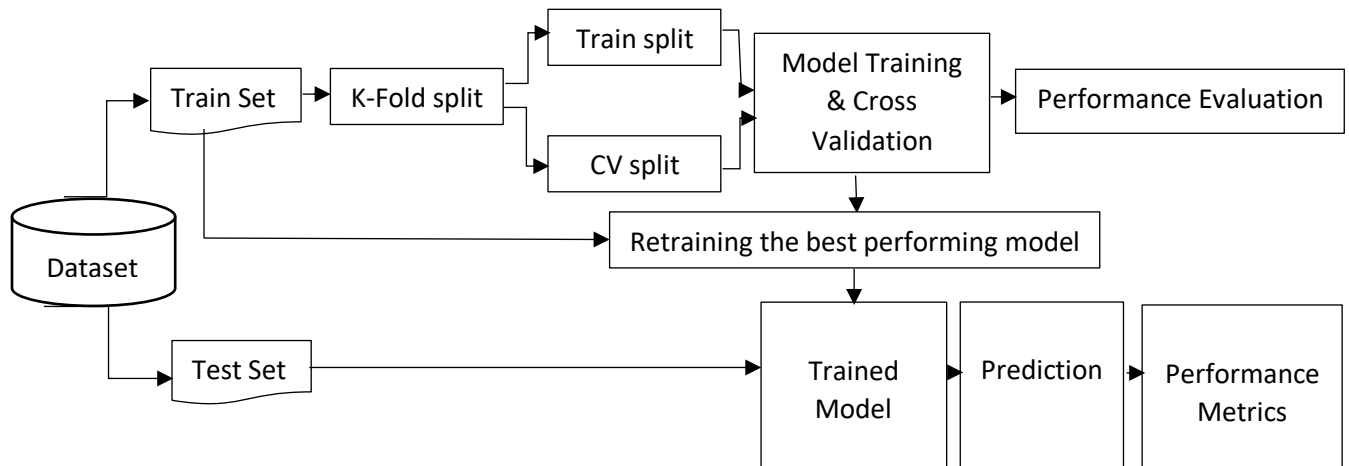 Train split
Model Training
& Cross
Validation
Train Set
K-Fold split
Performance Evaluation
CV split
Retraining the best performing model
Dataset
Test Set
Trained
Model
Prediction
Performance
Metrics